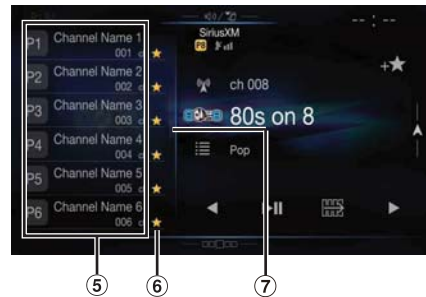 P1 Channel Name 1
001
P2 Channel Name 2
002
P3 Channel Name 3
003
P4 Channel Name 4
004
P5 Channel Name 5
005
P6 Channel Name 6
006
-- : --
SiriusXM
PB
ch 008
80s on 8
Pop
5 6 7